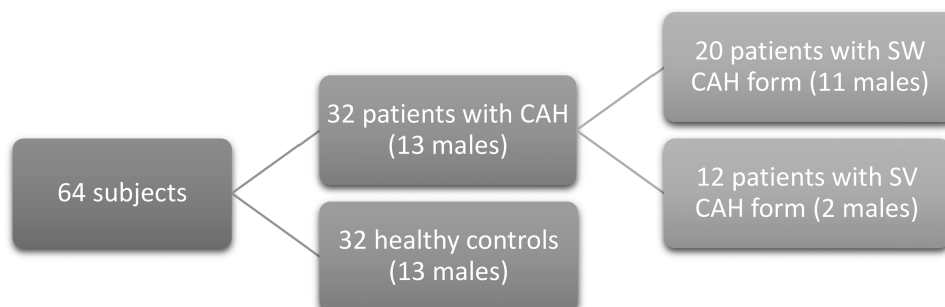 64 subjects
32 patients with CAH
(13 males)
32 healthy controls
(13 males)
20 patients with SW
CAH form (11 males)
12 patients with SV
CAH form (2 males)